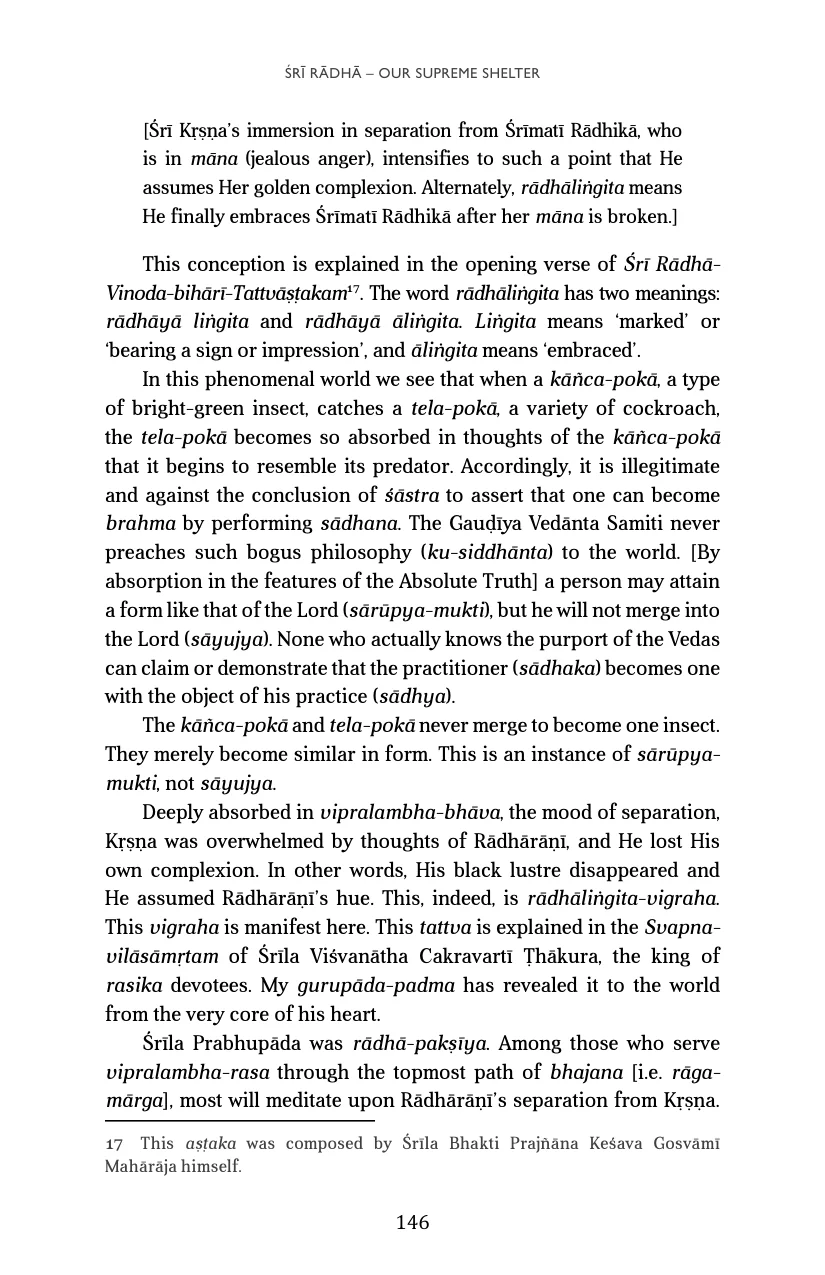 ŚRĪ RĀDHĀ – OUR SUPREME SHELTER
[Śrī Kṛṣṇa’s immersion in separation from Śrīmatī Rādhikā, who
is in māna (jealous anger), intensifies to such a point that He
assumes Her golden complexion. Alternately, rādhāliṅgita means
He finally embraces Śrīmatī Rādhikā after her māna is broken.]
This conception is explained in the opening verse of Śrī Rādhā-
Vinoda-bihārī-Tattvāṣṭakam¹⁷. The word rādhāliṅgita has two meanings:
rādhāyā liṅgita and rādhāyā āliṅgita. Liṅgita means ‘marked’ or
‘bearing a sign or impression’, and āliṅgita means ‘embraced’.
In this phenomenal world we see that when a kāñca-pokā, a type
of bright-green insect, catches a tela-pokā, a variety of cockroach,
the tela-pokā becomes so absorbed in thoughts of the kāñca-pokā
that it begins to resemble its predator. Accordingly, it is illegitimate
and against the conclusion of śāstra to assert that one can become
brahma by performing sādhana. The Gauḍīya Vedānta Samiti never
preaches such bogus philosophy (ku-siddhānta) to the world. [By
absorption in the features of the Absolute Truth] a person may attain
a form like that of the Lord (sārūpya-mukti), but he will not merge into
the Lord (sāyujya). None who actually knows the purport of the Vedas
can claim or demonstrate that the practitioner (sādhaka) becomes one
with the object of his practice (sādhya).
The kāñca-pokā and tela-pokā never merge to become one insect.
They merely become similar in form. This is an instance of sārūpya-
mukti, not sāyujya.
Deeply absorbed in vipralambha-bhāva, the mood of separation,
Kṛṣṇa was overwhelmed by thoughts of Rādhārāṇī, and He lost His
own complexion. In other words, His black lustre disappeared and
He assumed Rādhārāṇī’s hue. This, indeed, is rādhāliṅgita-vigraha.
This vigraha is manifest here. This tattva is explained in the Svapna-
vilāsāmṛtam of Śrīla Viśvanātha Cakravartī Ṭhākura, the king of
rasika devotees. My gurupāda-padma has revealed it to the world
from the very core of his heart.
Śrīla Prabhupāda was rādhā-pakṣīya. Among those who serve
vipralambha-rasa through the topmost path of bhajana [i.e. rāga-
mārga], most will meditate upon Rādhārāṇī’s separation from Kṛṣṇa.
17 This aṣṭaka was composed by Śrīla Bhakti Prajñāna Keśava Gosvāmī
Mahārāja himself.
146